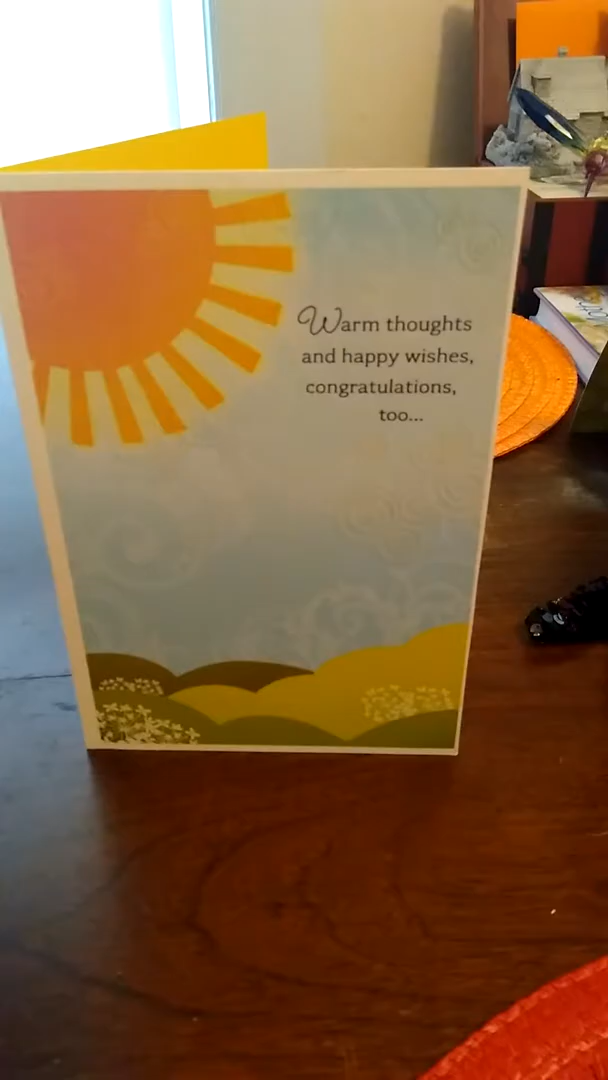 Warm thoughts
and happy wishes,
congratulations,
too...